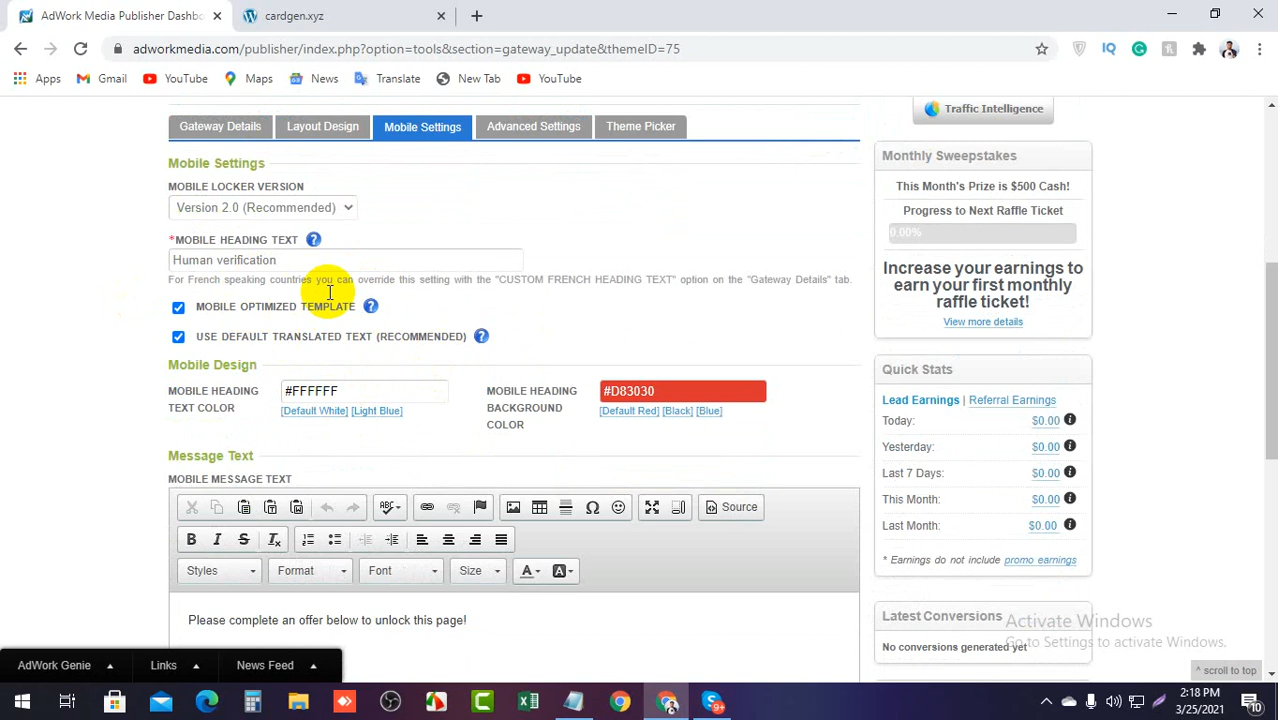 AdWork Media Publisher Dashbo
cardgen.xyz
adworkmedia.com/publisher/index.php?option=tools&section=gateway_update&themeID=75
Apps
Gmail
YouTube
Maps
News
Translate
New Tab
YouTube
Traffic Intelligence
Gateway Details
Layout Design
Mobile Settings
Advanced Settings
Theme Picker
Mobile Settings
MOBILE LOCKER VERSION
Version 2.0 (Recommended)
*MOBILE HEADING TEXT
Human verification
For French speaking countries you can override this setting with the "CUSTOM FRENCH HEADING TEXT" option on the "Gateway Details" tab.
MOBILE OPTIMIZED TEMPLATE
USE DEFAULT TRANSLATED TEXT (RECOMMENDED)
Mobile Design
MOBILE HEADING
TEXT COLOR
#FFFFFF
[Default White] [Light Blue]
MOBILE HEADING
BACKGROUND
COLOR
#D83030
[Default Red] [Black] [Blue]
Message Text
MOBILE MESSAGE TEXT
Source
Styles
Format
Font
Size
Please complete an offer below to unlock this page!
Monthly Sweepstakes
This Month's Prize is $500 Cash!
Progress to Next Raffle Ticket
0.00%
Increase your earnings to
earn your first monthly
raffle ticket!
View more details
Quick Stats
Lead Earnings | Referral Earnings
Today: $0.00
Yesterday: $0.00
Last 7 Days: $0.00
This Month: $0.00
Last Month: $0.00
* Earnings do not include promo earnings
Latest Conversions
No conversions generated yet
Activate Windows
Go to Settings to activate Windows.
^ scroll to top
AdWork Genie
Links
News Feed
2:18 PM
3/25/2021
10